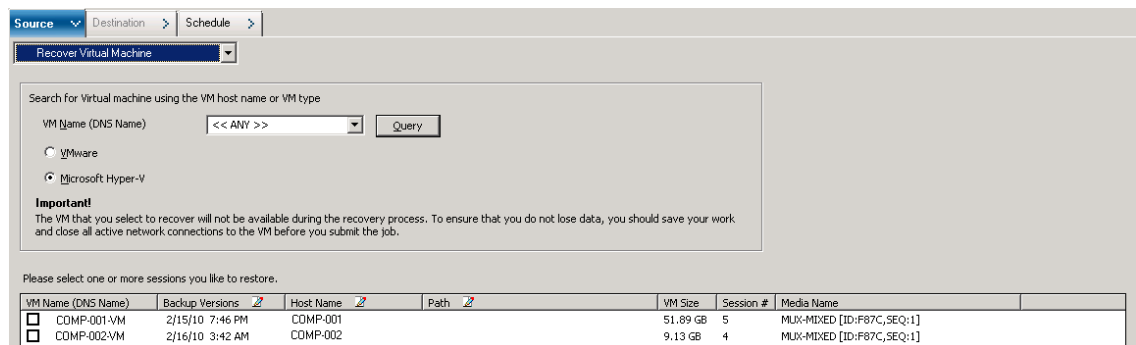 Source Destination Schedule
Recover Virtual Machine
Search for Virtual machine using the VM host name or VM type
VM Name (DNS Name) << ANY >> Query
VMware
Microsoft Hyper-V
Important!
The VM that you select to recover will not be available during the recovery process. To ensure that you do not lose data, you should save your work
and close all active network connections to the VM before you submit the job.
Please select one or more sessions you like to restore.
VM Name (DNS Name) Backup Versions Host Name Path VM Size Session # Media Name
COMP-001-VM 2/15/10 7:46 PM COMP-001 51.89 GB 5 MUX-MIXED [ID:F87C,SEQ:1]
COMP-002-VM 2/16/10 3:42 AM COMP-002 9.13 GB 4 MUX-MIXED [ID:F87C,SEQ:1]